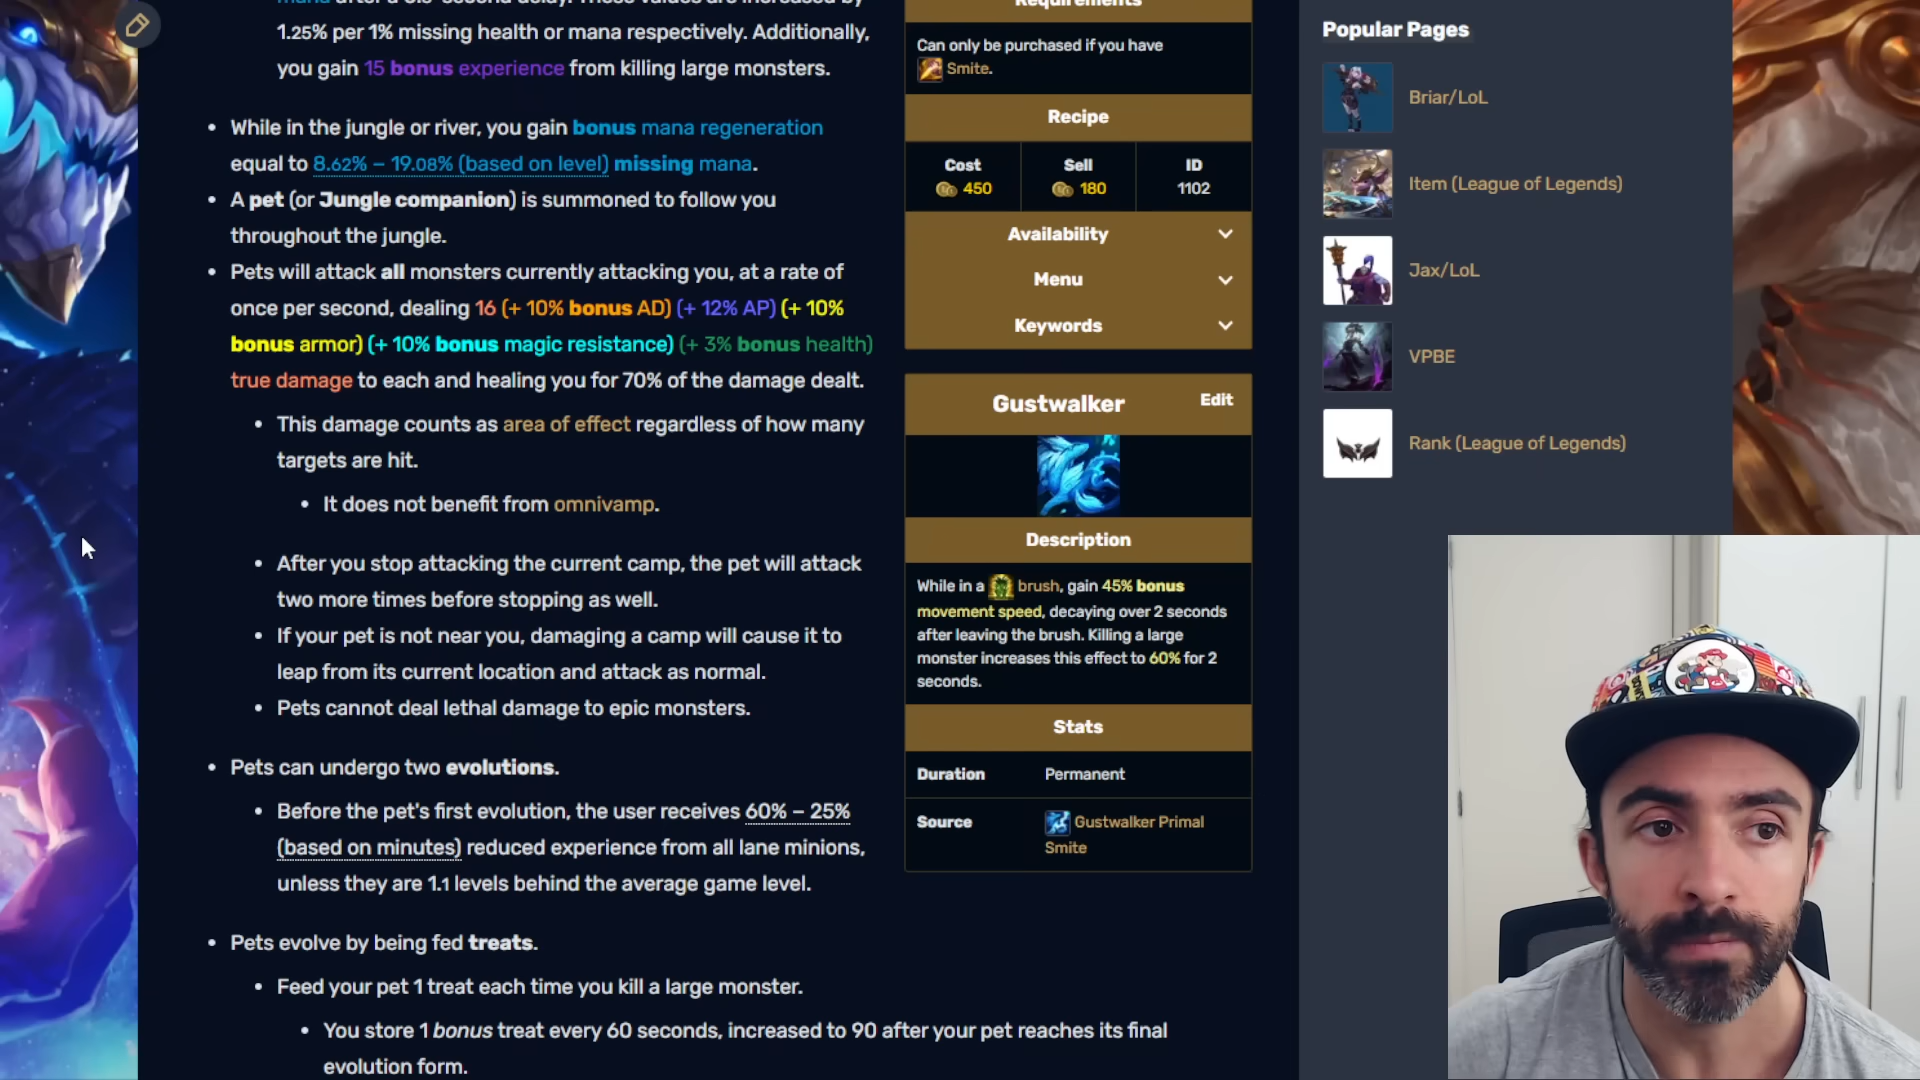 1.25% per 1% missing health or mana respectively. Additionally,
you gain 15 bonus experience from killing large monsters.
While in the jungle or river, you gain bonus mana regeneration
equal to 8.62% – 19.08% (based on level) missing mana.
A pet (or Jungle companion) is summoned to follow you
throughout the jungle.
Pets will attack all monsters currently attacking you, at a rate of
once per second, dealing 16 (+ 10% bonus AD) (+ 12% AP) (+ 10%
bonus armor) (+ 10% bonus magic resistance) (+ 3% bonus health)
true damage to each and healing you for 70% of the damage dealt.
This damage counts as area of effect regardless of how many
targets are hit.
It does not benefit from omnivamp.
After you stop attacking the current camp, the pet will attack
two more times before stopping as well.
If your pet is not near you, damaging a camp will cause it to
leap from its current location and attack as normal.
Pets cannot deal lethal damage to epic monsters.
Pets can undergo two evolutions.
Before the pet's first evolution, the user receives 60% – 25%
(based on minutes) reduced experience from all lane minions,
unless they are 1.1 levels behind the average game level.
Pets evolve by being fed treats.
Feed your pet 1 treat each time you kill a large monster.
You store 1 bonus treat every 60 seconds, increased to 90 after your pet reaches its final
evolution form.
Requirements
Can only be purchased if you have
Smite.
Recipe
Cost Sell ID
450 180 1102
Availability
Menu
Keywords
Gustwalker Edit
Description
While in a brush, gain 45% bonus
movement speed, decaying over 2 seconds
after leaving the brush. Killing a large
monster increases this effect to 60% for 2
seconds.
Stats
Duration Permanent
Source Gustwalker Primal
Smite
Popular Pages
Briar/LoL
Item (League of Legends)
Jax/LoL
VPBE
Rank (League of Legends)